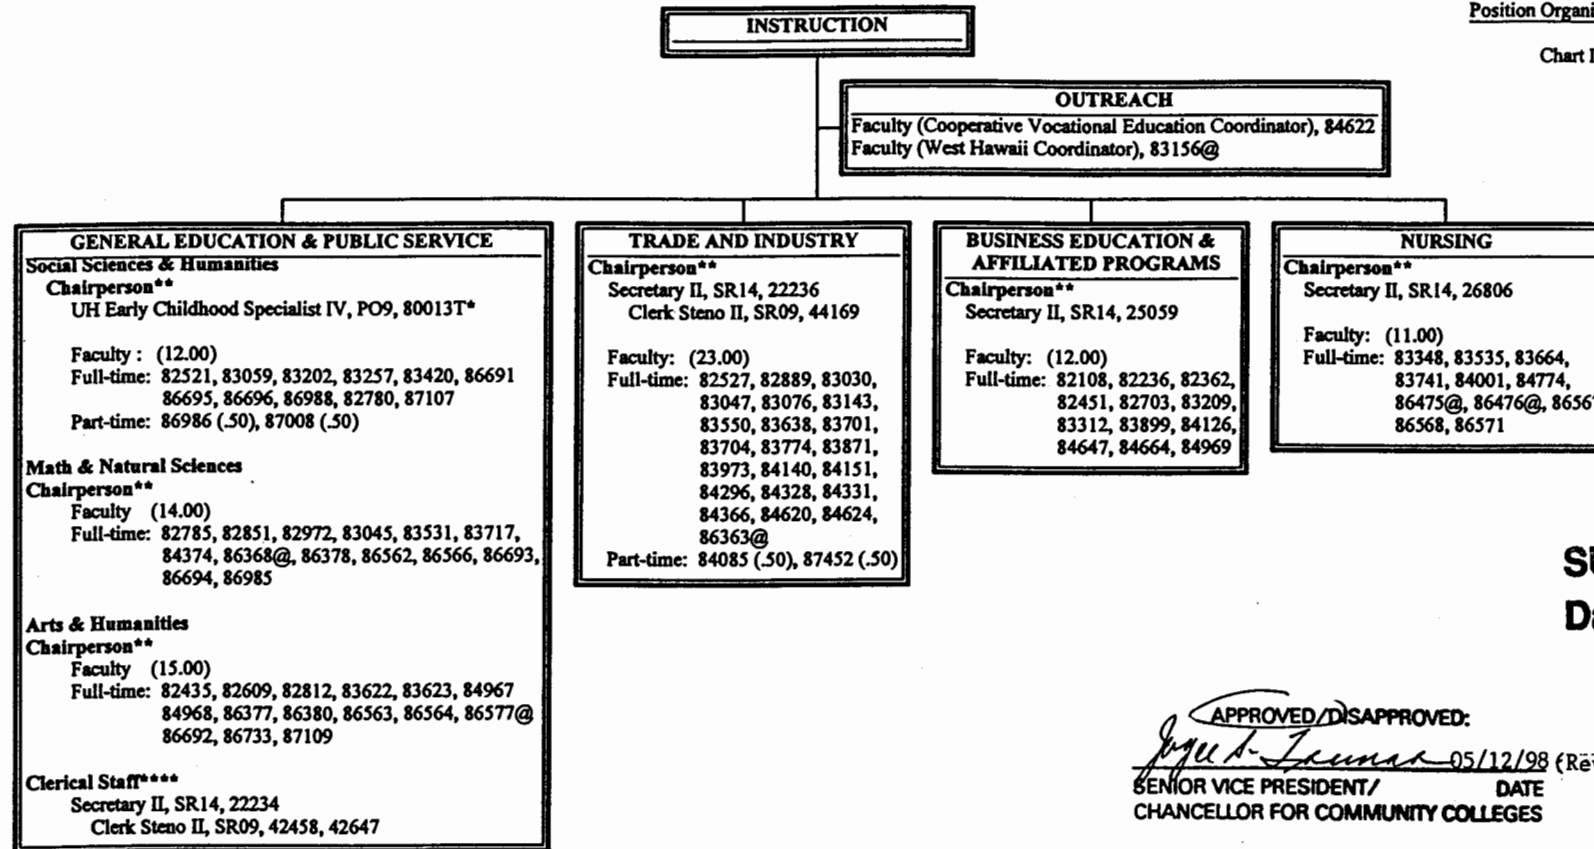 INSTRUCTION
Position Organi
Chart
OUTREACH
Faculty (Cooperative Vocational Education Coordinator), 84622
Faculty (West Hawaii Coordinator), 83156@
GENERAL EDUCATION & PUBLIC SERVICE
Social Sciences & Humanities
Chairperson**
UH Early Childhood Specialist IV, PO9, 80013T*
Faculty : (12.00)
Full-time: 82521, 83059, 83202, 83257, 83420, 86691
86695, 86696, 86988, 82780, 87107
Part-time: 86986 (.50), 87008 (.50)
Math & Natural Sciences
Chairperson**
Faculty (14.00)
Full-time: 82785, 82851, 82972, 83045, 83531, 83717,
84374, 86368@, 86378, 86562, 86566, 86693,
86694, 86985
Arts & Humanities
Chairperson**
Faculty (15.00)
Full-time: 82435, 82609, 82812, 83622, 83623, 84967
84968, 86377, 86380, 86563, 86564, 86577@
86692, 86733, 87109
Clerical Staff****
Secretary II, SR14, 22234
Clerk Steno II, SR09, 42458, 42647
TRADE AND INDUSTRY
Chairperson**
Secretary II, SR14, 22236
Clerk Steno II, SR09, 44169
Faculty: (23.00)
Full-time: 82527, 82889, 83030,
83047, 83076, 83143,
83550, 83638, 83701,
83704, 83774, 83871,
83973, 84140, 84151,
84296, 84328, 84331,
84366, 84620, 84624,
86363@
Part-time: 84085 (.50), 87452 (.50)
BUSINESS EDUCATION &
AFFILIATED PROGRAMS
Chairperson**
Secretary II, SR14, 25059
Faculty: (12.00)
Full-time: 82108, 82236, 82362,
82451, 82703, 83209,
83312, 83899, 84126,
84647, 84664, 84969
NURSING
Chairperson**
Secretary II, SR14, 26806
Faculty: (11.00)
Full-time: 83348, 83535, 83664,
83741, 84001, 84774,
86475@, 86476@, 8656
86568, 86571
APPROVED/DISAPPROVED:
05/12/98 (Re
SENIOR VICE PRESIDENT/ DATE
CHANCELLOR FOR COMMUNITY COLLEGES